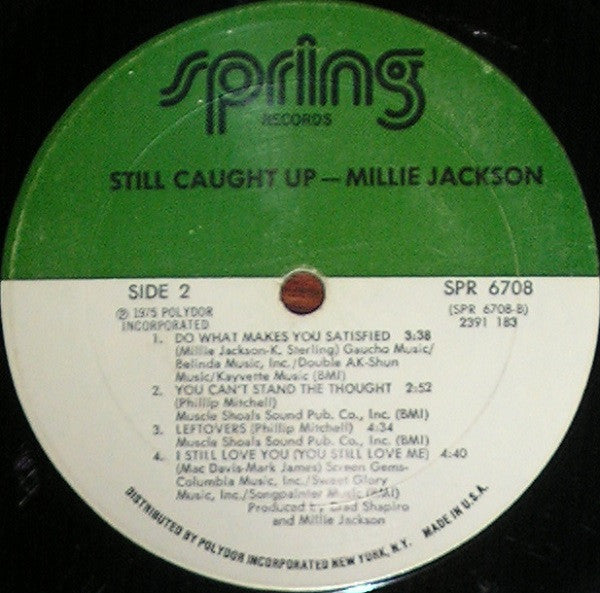 spring
RECORDS
STILL CAUGHT UP — MILLIE JACKSON
SIDE 2
SPR 6708
℗ 1975 POLYDOR
INCORPORATED
(SPR 6708-B)
2391 183
1. DO WHAT MAKES YOU SATISFIED 3:38
(Millie Jackson-K. Sterling) Gaucho Music/
Belinda Music, Inc./Double AK-Shun
Music/Kayvette Music (BMI)
2. YOU CAN'T STAND THE THOUGHT 2:52
(Phillip Mitchell)
Muscle Shoals Sound Pub. Co., Inc. (BMI)
3. LEFTOVERS (Phillip Mitchell) 4:34
Muscle Shoals Sound Pub. Co., Inc. (BMI)
4. I STILL LOVE YOU (YOU STILL LOVE ME) 4:40
(Mac Davis-Mark James) Screen Gems-
Columbia Music, Inc./Sweet Glory
Music, Inc./Songpainter Music (BMI)
Produced by Brad Shapiro
and Millie Jackson
DISTRIBUTED BY POLYDOR INCORPORATED NEW YORK, N.Y. MADE IN U.S.A.